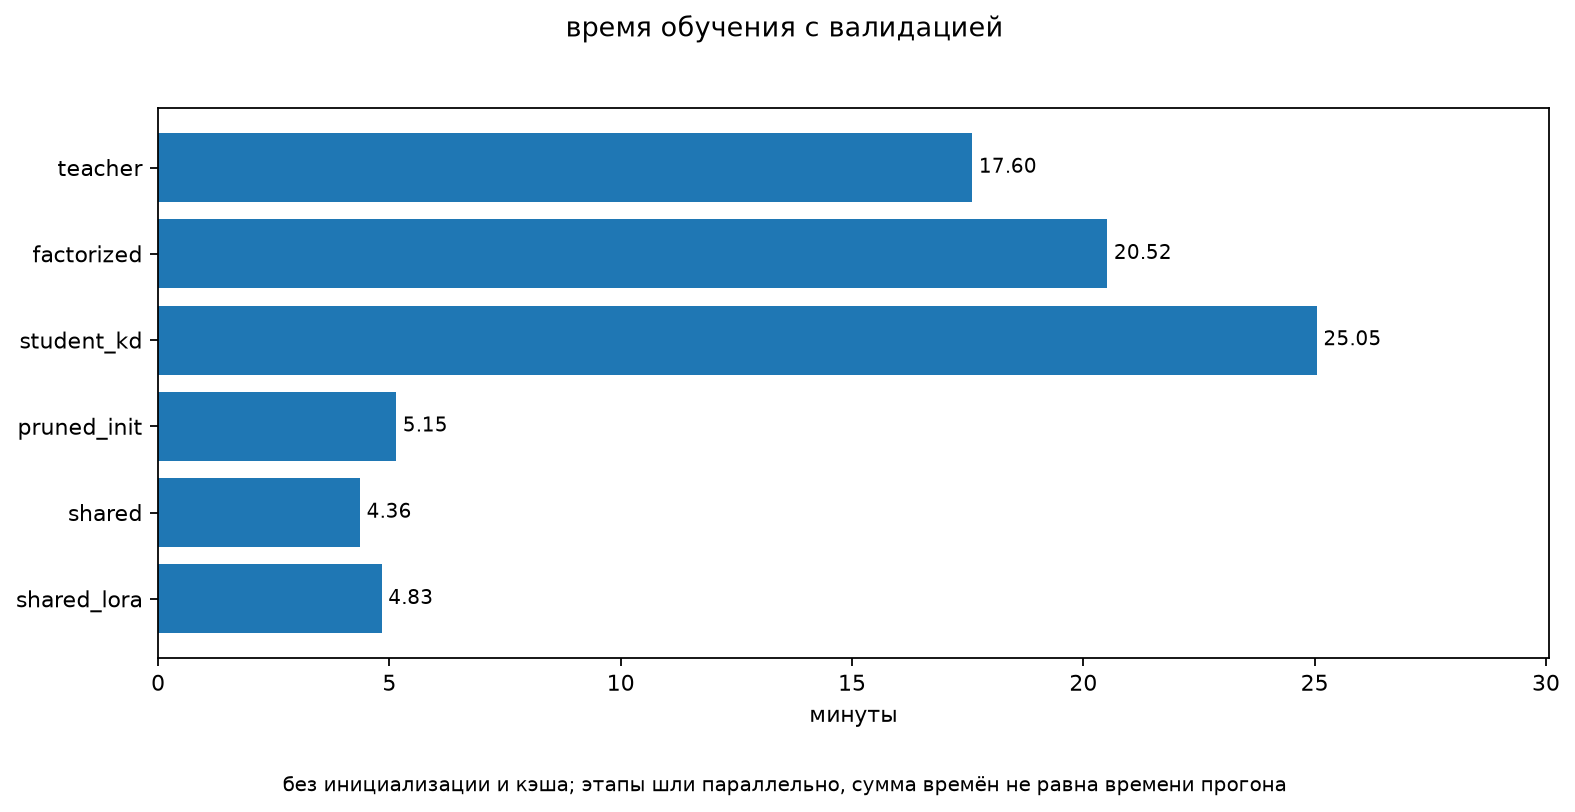 время обучения с валидацией
teacher
17.60
factorized
20.52
student_kd
25.05
pruned_init
5.15
shared
4.36
shared_lora
4.83
0 5 10 15 20 25 30
минуты
без инициализации и кэша; этапы шли параллельно, сумма времён не равна времени прогона